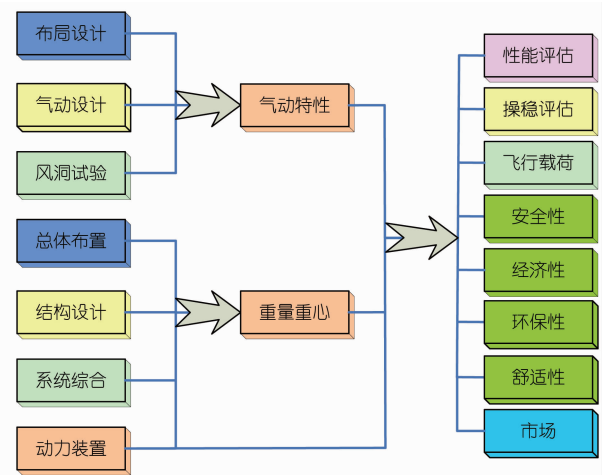 布局设计
气动设计
风洞试验
总体布置
结构设计
系统综合
动力装置
气动特性
重量重心
性能评估
操稳评估
飞行载荷
安全性
经济性
环保性
舒适性
市场